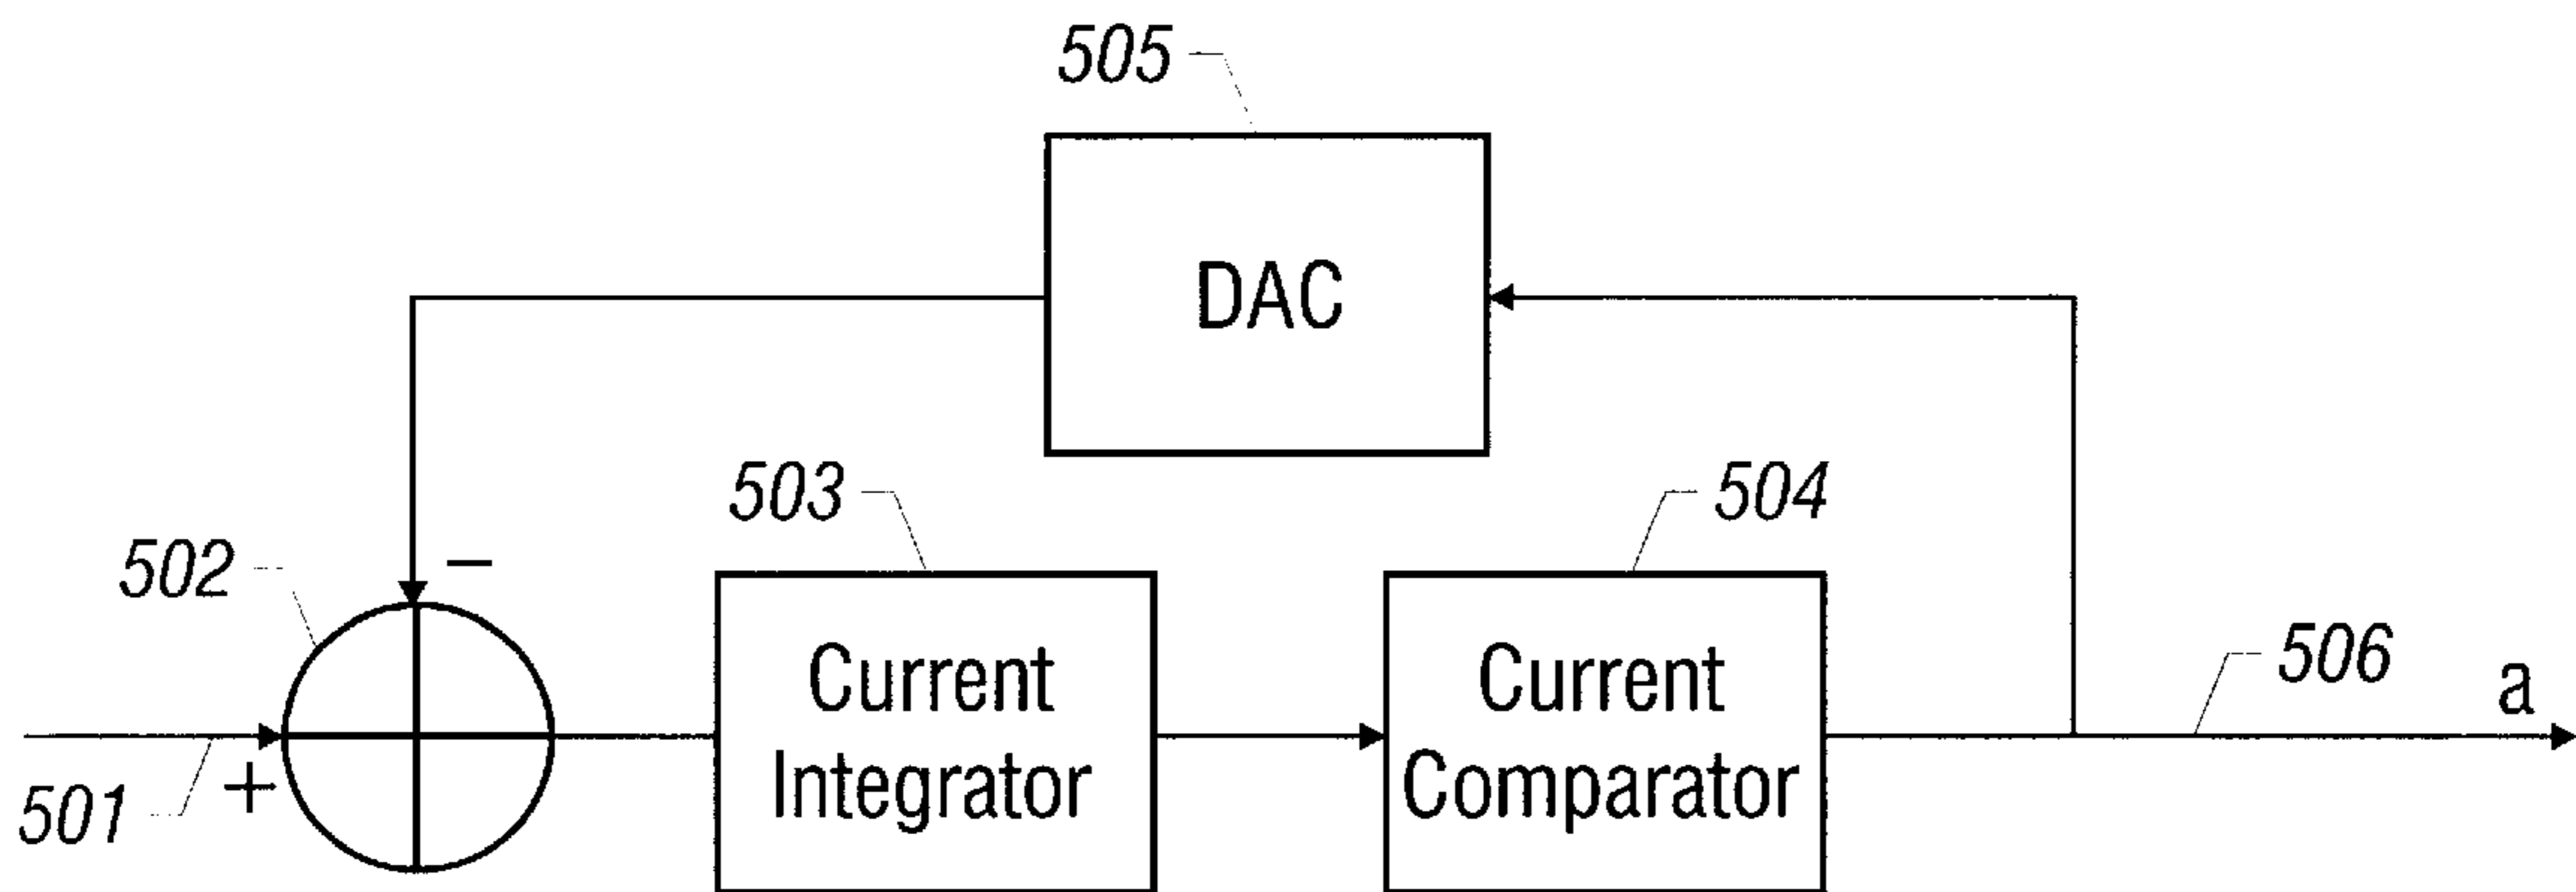 505
DAC
503
504
502
−
Current
Integrator
Current
Comparator
506
a
+
501